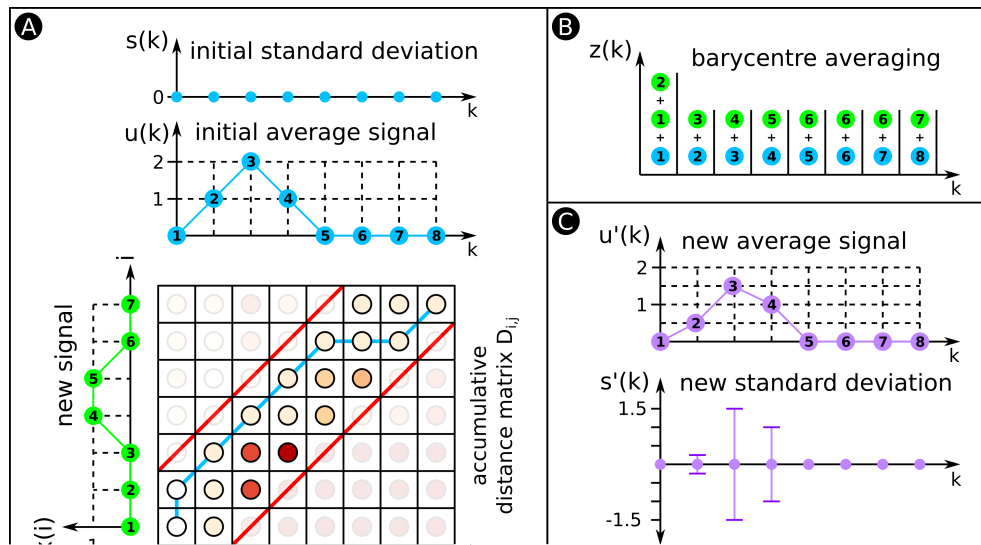 A
s(k)
initial standard deviation
0
k
u(k)
initial average signal
2
1
1 2 3 4 5 6 7 8
k
i
new signal
7
6
5
4
3
2
1
x(i)
1
accumulative
distance matrix D i,j
B
z(k)
barycentre averaging
2
+
1 3 4 5 6 6 6 7
+ + + + + + + +
1 2 3 4 5 6 7 8
k
C
u'(k)
new average signal
2
1
1 2 3 4 5 6 7 8
k
s'(k)
new standard deviation
1.5
-1.5
k